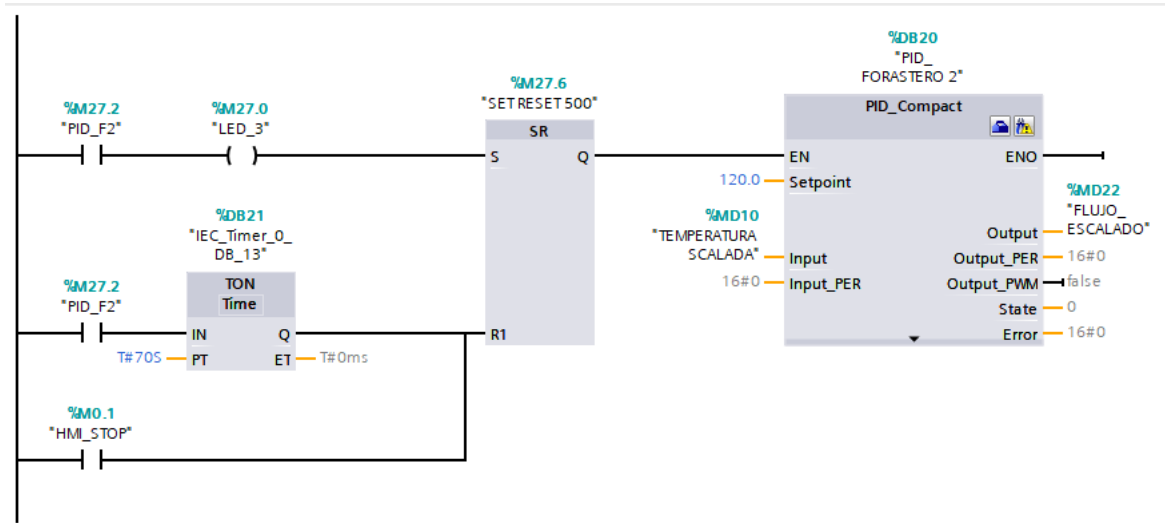 %DB20
"PID_
FORASTERO 2"
PID_Compact
%M27.6
"SET RESET 500"
SR
S
Q
R1
%M27.2
"PID_F2"
%M27.0
"LED_3"
EN
ENO
120.0
Setpoint
%MD10
"TEMPERATURA
SCALADA"
Input
16#0
Input_PER
%MD22
"FLUJO_
ESCALADO"
Output
Output_PER
16#0
Output_PWM
false
State
0
Error
16#0
%DB21
"IEC_Timer_0_
DB_13"
TON
Time
%M27.2
"PID_F2"
IN
Q
T#70S
PT
ET
T#0ms
%M0.1
"HMI_STOP"